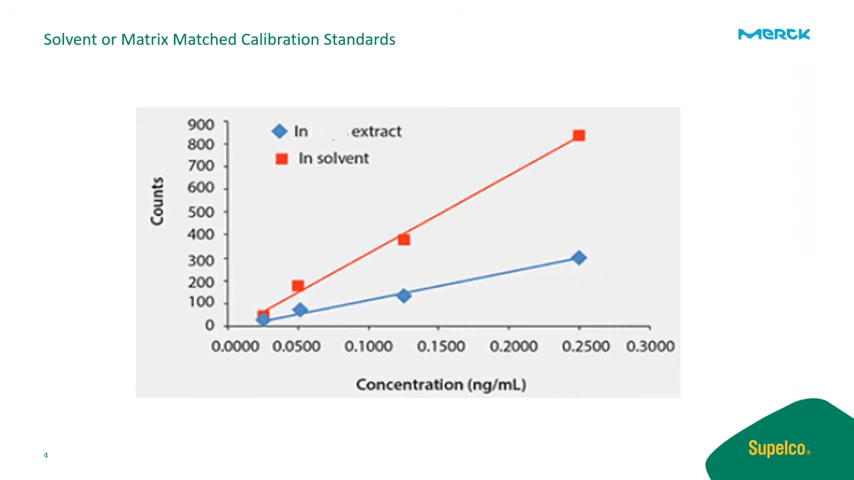 Solvent or Matrix Matched Calibration Standards
MERCK
900
800
700
600
500
400
300
200
100
0
Counts
In extract
In solvent
0.0000 0.0500 0.1000 0.1500 0.2000 0.2500 0.3000
Concentration (ng/mL)
4
Supelco®